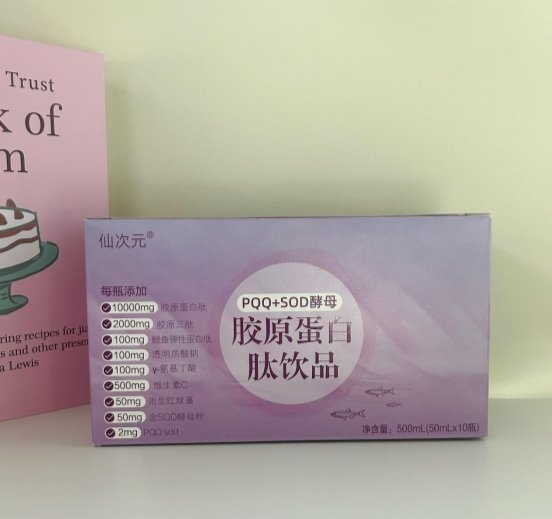 Trust
k of
m
ring recipes for ja
s and other prese
a Lewis
仙次元®
每瓶添加
10000mg 胶原蛋白肽
2000mg 胶原三肽
100mg 鲣鱼弹性蛋白肽
100mg 透明质酸钠
100mg γ-氨基丁酸
500mg 维生素C
50mg 雨生红球藻
50mg 含SOD酵母粉
2mg PQQ salt
PQQ+SOD酵母
胶原蛋白
肽饮品
净含量：500mL(50mLx10瓶)